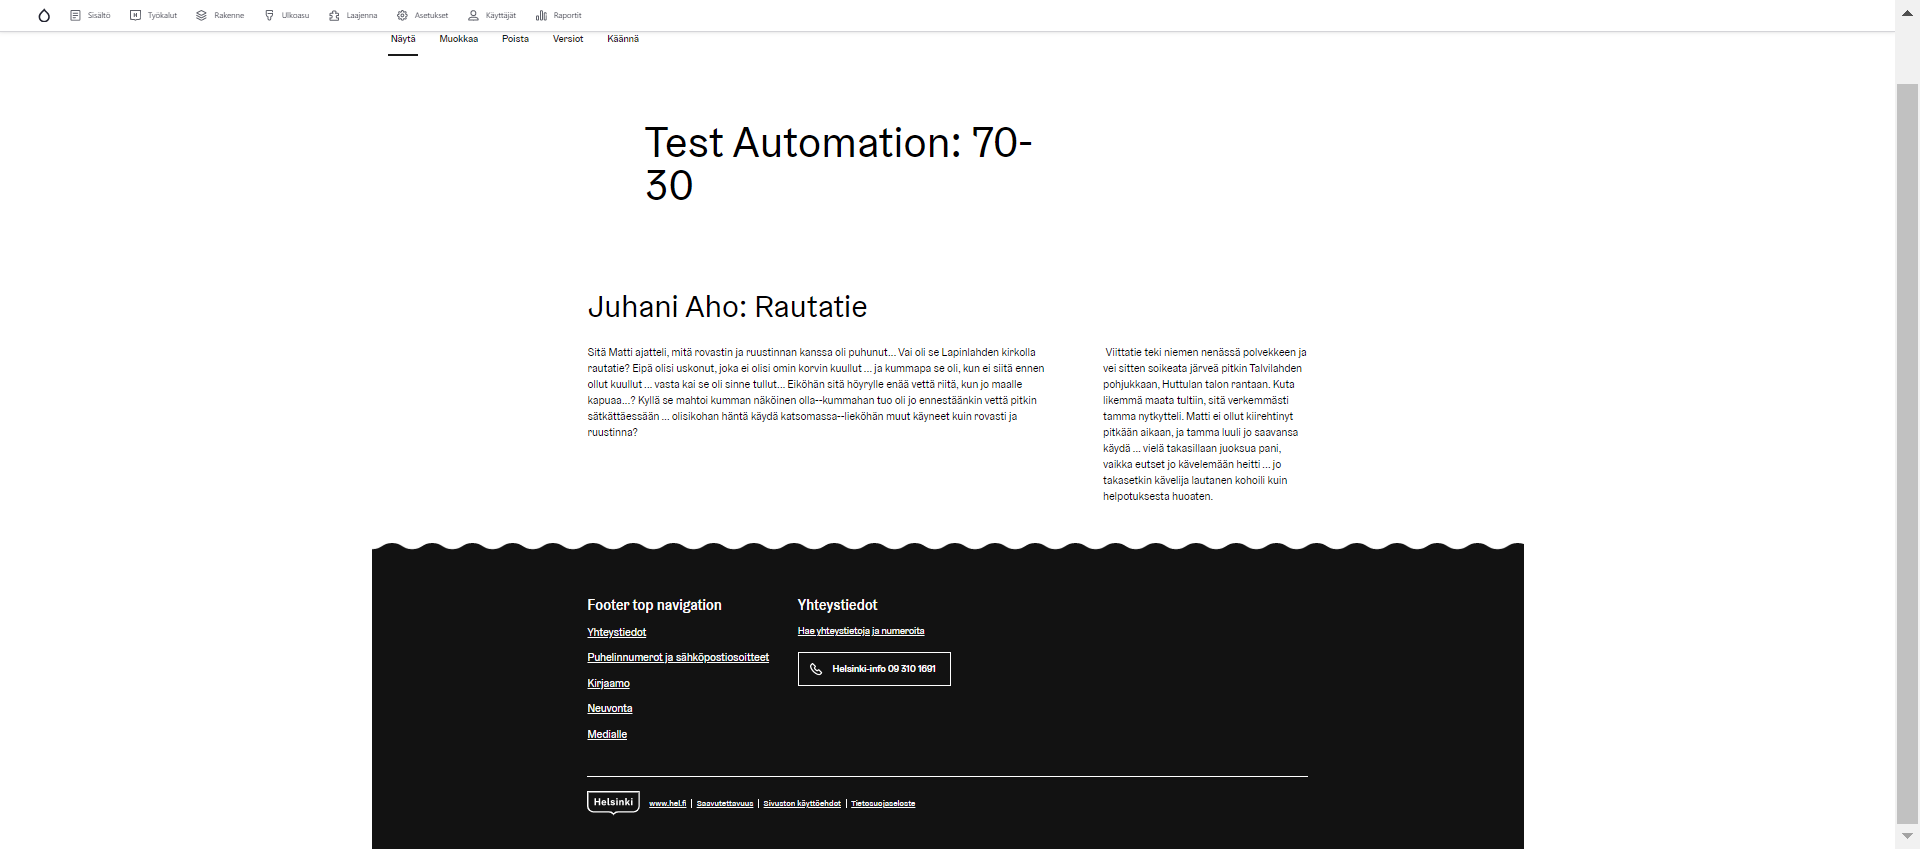 Sisältö Työkalut Rakenne Ulkoasu Laajenna Asetukset Käyttäjät Raportit
Näytä Muokkaa Poista Versiot Käännä
Test Automation: 70-
30
Juhani Aho: Rautatie
Sitä Matti ajatteli, mitä rovastin ja ruustinnan kanssa oli puhunut... Vai oli se Lapinlahden kirkolla
rautatie? Eipä olisi uskonut, joka ei olisi omin korvin kuullut ... ja kummapa se oli, kun ei siitä ennen
ollut kuullut ... vasta kai se oli sinne tullut... Eiköhän sitä höyrylle enää vettä riitä, kun jo maalle
kapuaa...? Kyllä se mahtoi kumman näköinen olla--kummahan tuo oli jo ennestäänkin vettä pitkin
sätkättäessään ... olisikohan häntä käydä katsomassa--lieköhän muut käyneet kuin rovasti ja
ruustinna?
Viittatie teki niemen nenässä polvekkeen ja
vei sitten soikeata järveä pitkin Talvilahden
pohjukkaan, Huttulan talon rantaan. Kuta
likemmä maata tultiin, sitä verkemmästi
tamma nytkytteli. Matti ei ollut kiirehtinyt
pitkään aikaan, ja tamma luuli jo saavansa
käydä ... vielä takasillaan juoksua pani,
vaikka eutset jo kävelemään heitti ... jo
takasetkin kävelija lautanen kohoili kuin
helpotuksesta huoaten.
Footer top navigation
Yhteystiedot
Puhelinnumerot ja sähköpostiosoitteet
Kirjaamo
Neuvonta
Medialle
Yhteystiedot
Hae yhteystietoja ja numeroita
Helsinki-info 09 310 1691
Helsinki www.hel.fi | Saavutettavuus | Sivuston käyttöehdot | Tietosuojaseloste